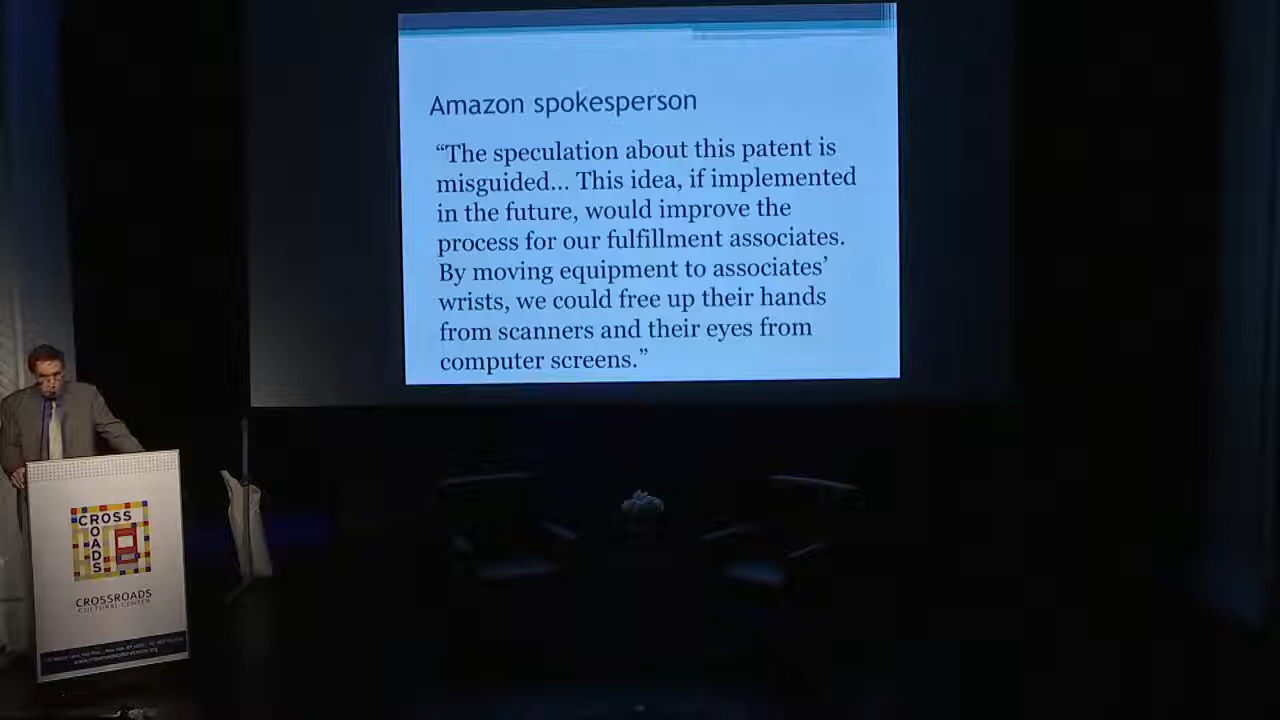 Amazon spokesperson
“The speculation about this patent is
misguided... This idea, if implemented
in the future, would improve the
process for our fulfillment associates.
By moving equipment to associates’
wrists, we could free up their hands
from scanners and their eyes from
computer screens.”
CROSS
ROADS
CROSSROADS
CULTURAL CENTER